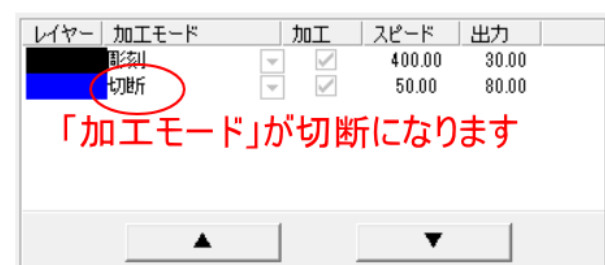 レイヤー 加工モード 加工 スピード 出力
彫刻 400.00 30.00
切断 50.00 80.00
「加工モード」が切断になります